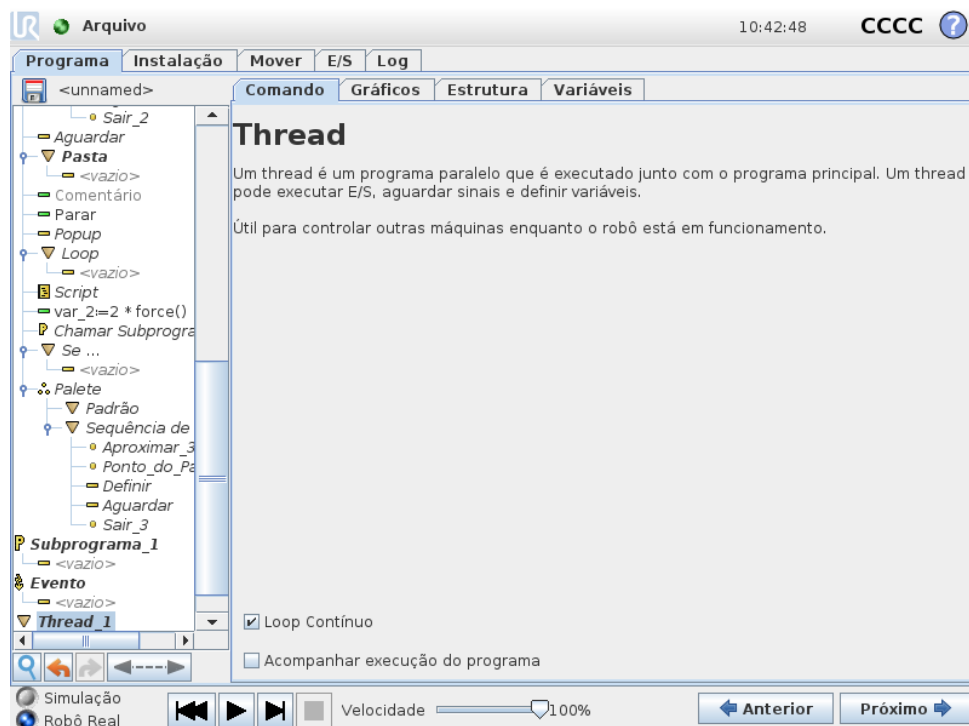 UR Arquivo 10:42:48 CCCC ?
Programa Instalação Mover E/S Log
<unnamed> Comando Gráficos Estrutura Variáveis
Sair_2
Thread
Aguardar
Pasta
<vazio>
Um thread é um programa paralelo que é executado junto com o programa principal. Um thread
pode executar E/S, aguardar sinais e definir variáveis.
Útil para controlar outras máquinas enquanto o robô está em funcionamento.
Comentário
Parar
Popup
Loop
<vazio>
Script
var_2:=2 * force()
Chamar Subprogra
Se ...
<vazio>
Palete
Padrão
Sequência de
Aproximar_3
Ponto_do_Pa
Definir
Aguardar
Sair_3
Subprograma_1
<vazio>
Evento
<vazio>
Thread_1
Loop Contínuo
Acompanhar execução do programa
Simulação
Robô Real
Velocidade 100%
Anterior Próximo